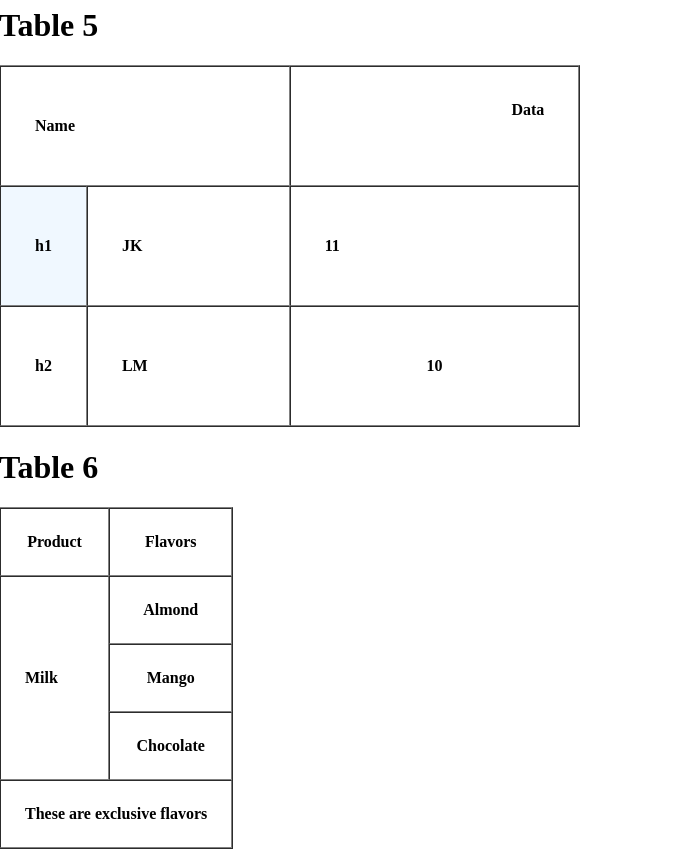 Table 5
Name Data
h1 JK 11
h2 LM 10
Table 6
Product Flavors
Almond
Milk Mango
Chocolate
These are exclusive flavors